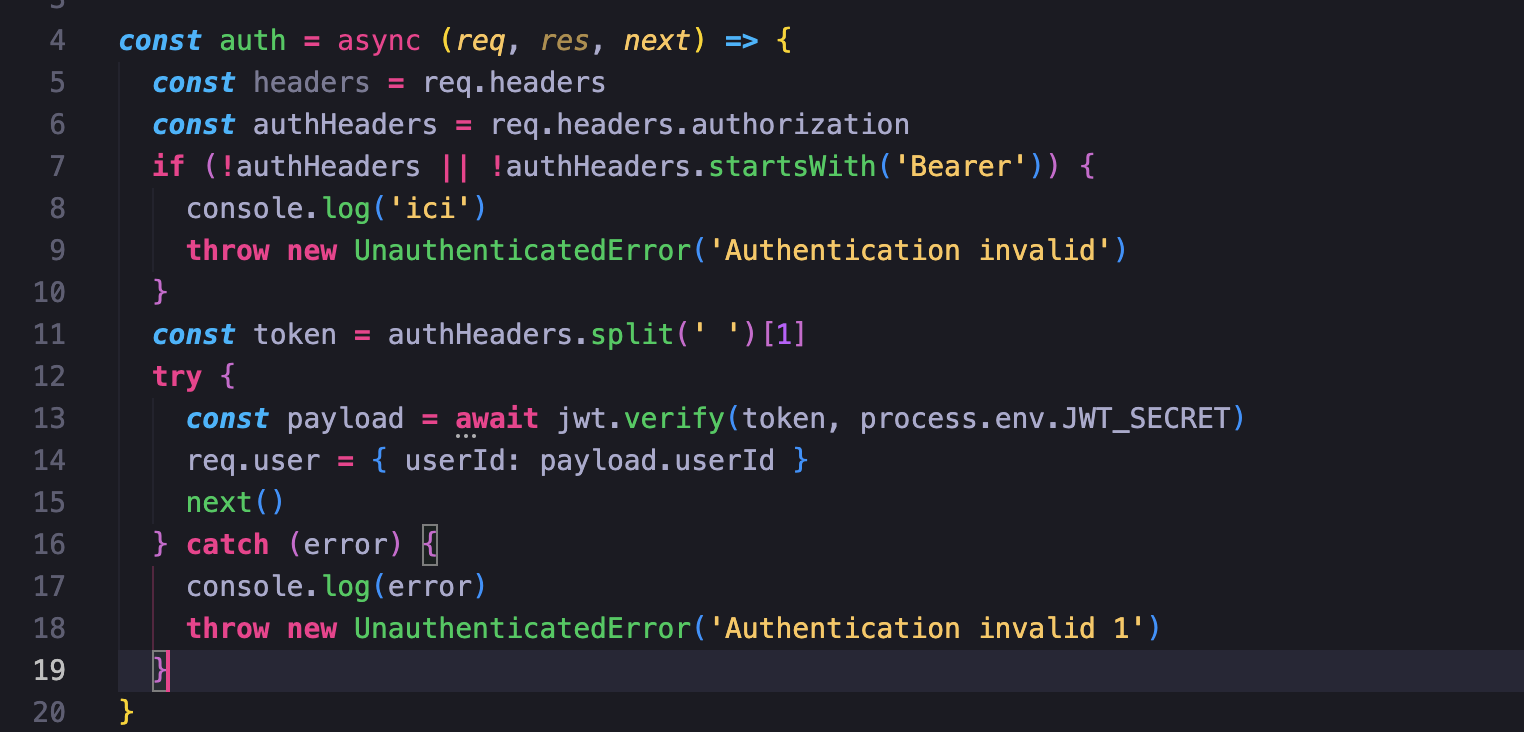 4 const auth = async (req, res, next) => {
5 const headers = req.headers
6 const authHeaders = req.headers.authorization
7 if (!authHeaders || !authHeaders.startsWith('Bearer')) {
8 console.log('ici')
9 throw new UnauthenticatedError('Authentication invalid')
10 }
11 const token = authHeaders.split(' ')[1]
12 try {
13 const payload = await jwt.verify(token, process.env.JWT_SECRET)
14 req.user = { userId: payload.userId }
15 next()
16 } catch (error) {
17 console.log(error)
18 throw new UnauthenticatedError('Authentication invalid 1')
19 }
20 }